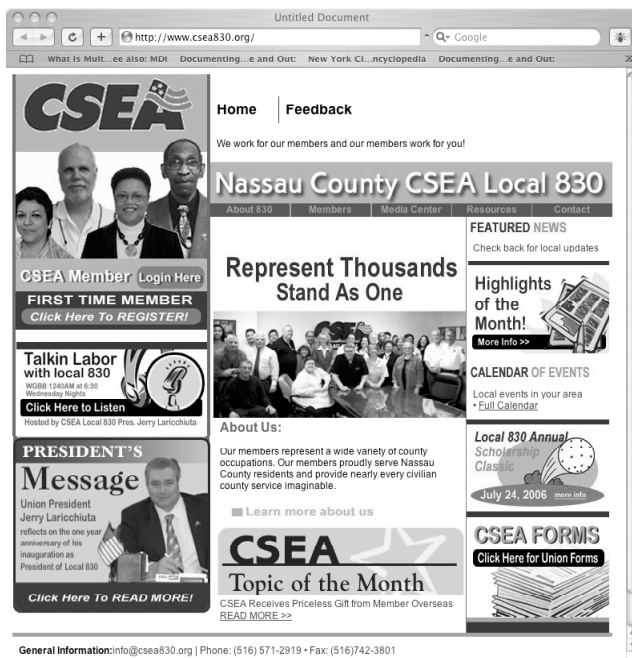 Untitled Document
http://www.csea830.org/
Google
What is Mult...ee also: MDI Documenting...e and Out: New York Ci...ncyclopedia Documenting...e and Out:
CSEA
Home Feedback
We work for our members and our members work for you!
Nassau County CSEA Local 830
About 830 Members Media Center Resources Contact
CSEA Member Login Here
FIRST TIME MEMBER
Click Here To REGISTER!
Talkin Labor
with local 830
WGBB 1240AM at 6:30
Wednesday Nights
Click Here to Listen
Hosted by CSEA Local 830 Pres. Jerry Laricchiuta
PRESIDENT'S
Message
Union President
Jerry Laricchiuta
reflects on the one year
anniversary of his
inauguration as
President of Local 830
Click Here To READ MORE!
Represent Thousands
Stand As One
CSEA
About Us:
Our members represent a wide variety of county
occupations. Our members proudly serve Nassau
County residents and provide nearly every civilian
county service imaginable.
Learn more about us
CSEA
Topic of the Month
CSEA Receives Priceless Gift from Member Overseas
READ MORE >>
FEATURED NEWS
Check back for local updates
Highlights
of the
Month!
More Info >>
CALENDAR OF EVENTS
Local events in your area
• Full Calendar
Local 830 Annual
Scholarship
Classic
July 24, 2006 more info
CSEA FORMS
Click Here for Union Forms
General Information:info@csea830.org | Phone: (516) 571-2919 • Fax: (516)742-3801